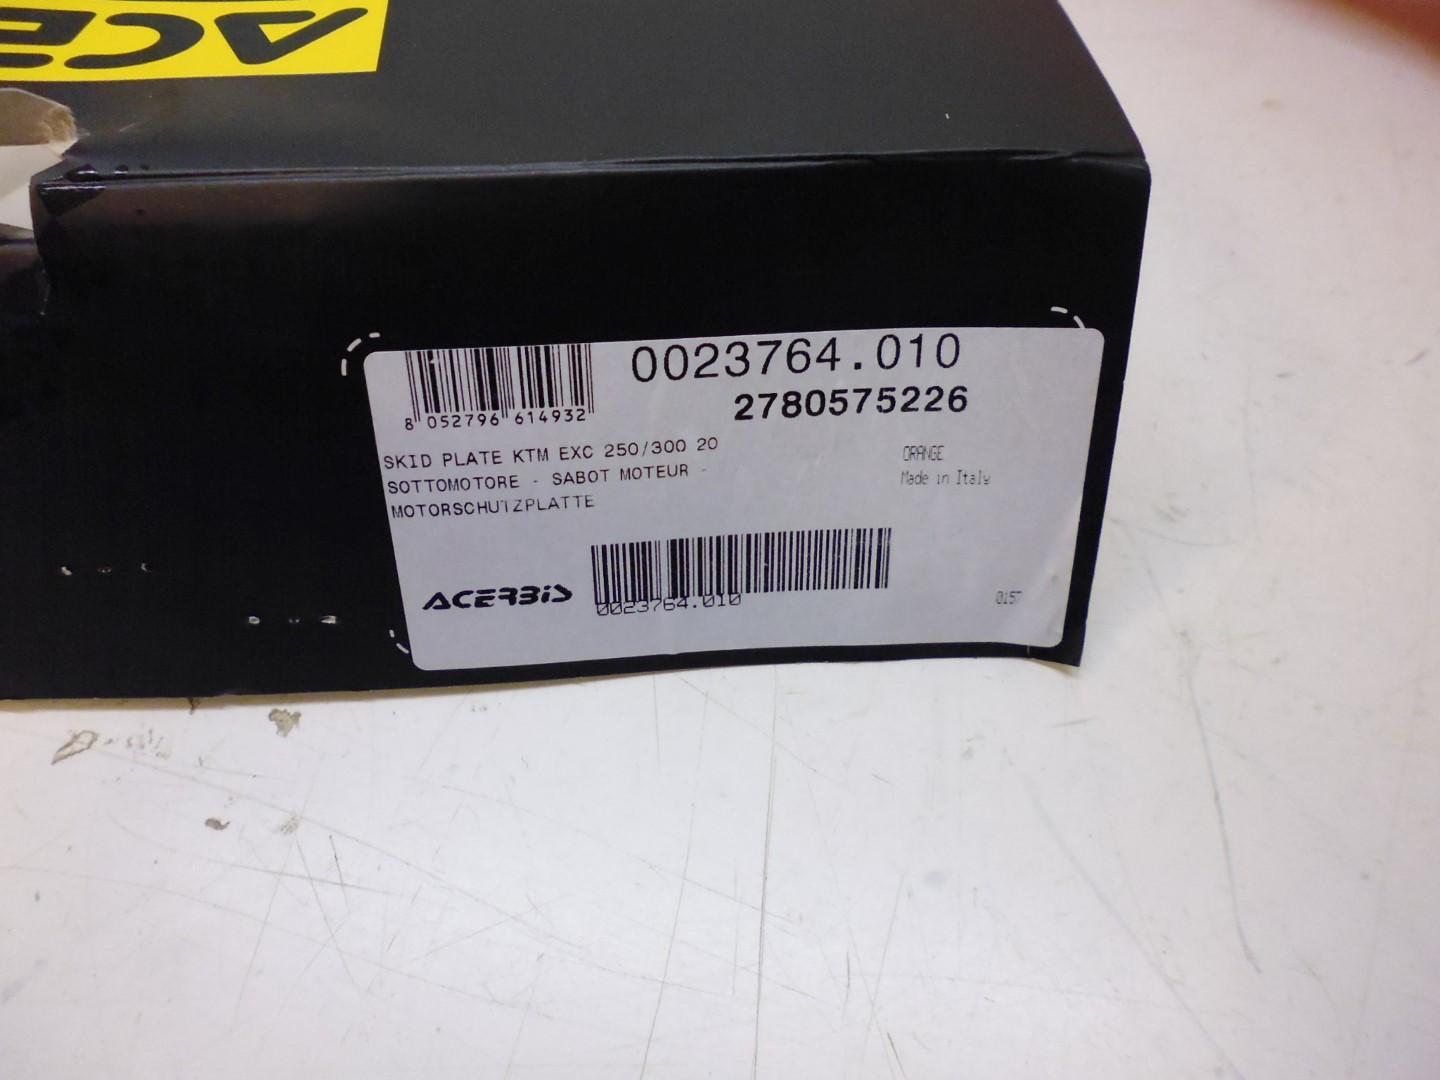 ACE
0023764.010
2780575226
8 052796 614932
SKID PLATE KTM EXC 250/300 20
SOTTOMOTORE - SABOT MOTEUR -
MOTORSCHUTZPLATTE
ORANGE
Made in Italy
ACERBIS
0023764.010